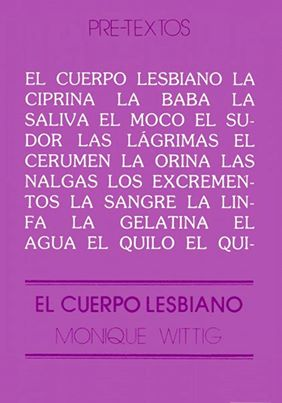 PRE-TEXTOS
EL CUERPO LESBIANO LA
CIPRINA LA BABA LA
SALIVA EL MOCO EL SU-
DOR LAS LÁGRIMAS EL
CERUMEN LA ORINA LAS
NALGAS LOS EXCREMEN-
TOS LA SANGRE LA LIN-
FA LA GELATINA EL
AGUA EL QUILO EL QUI-
EL CUERPO LESBIANO
MONIQUE WITTIG